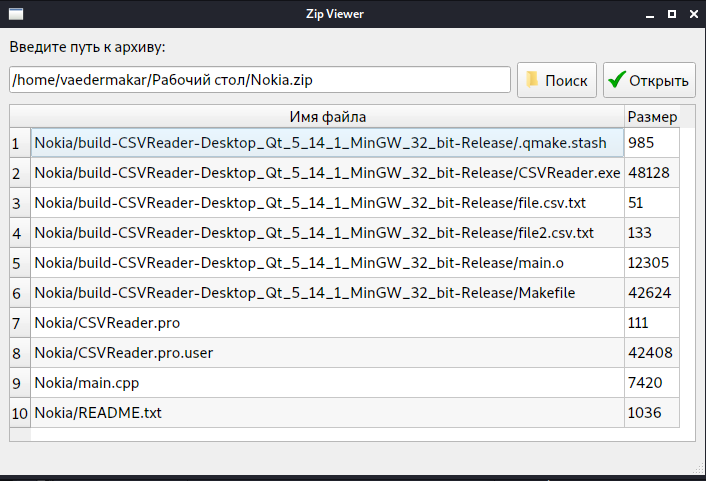 Zip Viewer
Введите путь к архиву:
/home/vaedermakar/Рабочий стол/Nokia.zip Поиск Открыть
Имя файла Размер
1 Nokia/build-CSVReader-Desktop_Qt_5_14_1_MinGW_32_bit-Release/.qmake.stash 985
2 Nokia/build-CSVReader-Desktop_Qt_5_14_1_MinGW_32_bit-Release/CSVReader.exe 48128
3 Nokia/build-CSVReader-Desktop_Qt_5_14_1_MinGW_32_bit-Release/file.csv.txt 51
4 Nokia/build-CSVReader-Desktop_Qt_5_14_1_MinGW_32_bit-Release/file2.csv.txt 133
5 Nokia/build-CSVReader-Desktop_Qt_5_14_1_MinGW_32_bit-Release/main.o 12305
6 Nokia/build-CSVReader-Desktop_Qt_5_14_1_MinGW_32_bit-Release/Makefile 42624
7 Nokia/CSVReader.pro 111
8 Nokia/CSVReader.pro.user 42408
9 Nokia/main.cpp 7420
10 Nokia/README.txt 1036